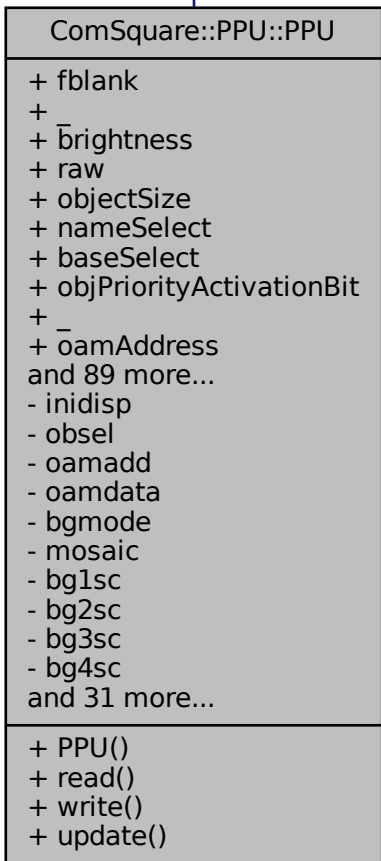 ComSquare::PPU::PPU
+ fblank
+ _
+ brightness
+ raw
+ objectSize
+ nameSelect
+ baseSelect
+ objPriorityActivationBit
+ _
+ oamAddress
and 89 more...
- inidisp
- obsel
- oamadd
- oamdata
- bgmode
- mosaic
- bg1sc
- bg2sc
- bg3sc
- bg4sc
and 31 more...
+ PPU()
+ read()
+ write()
+ update()